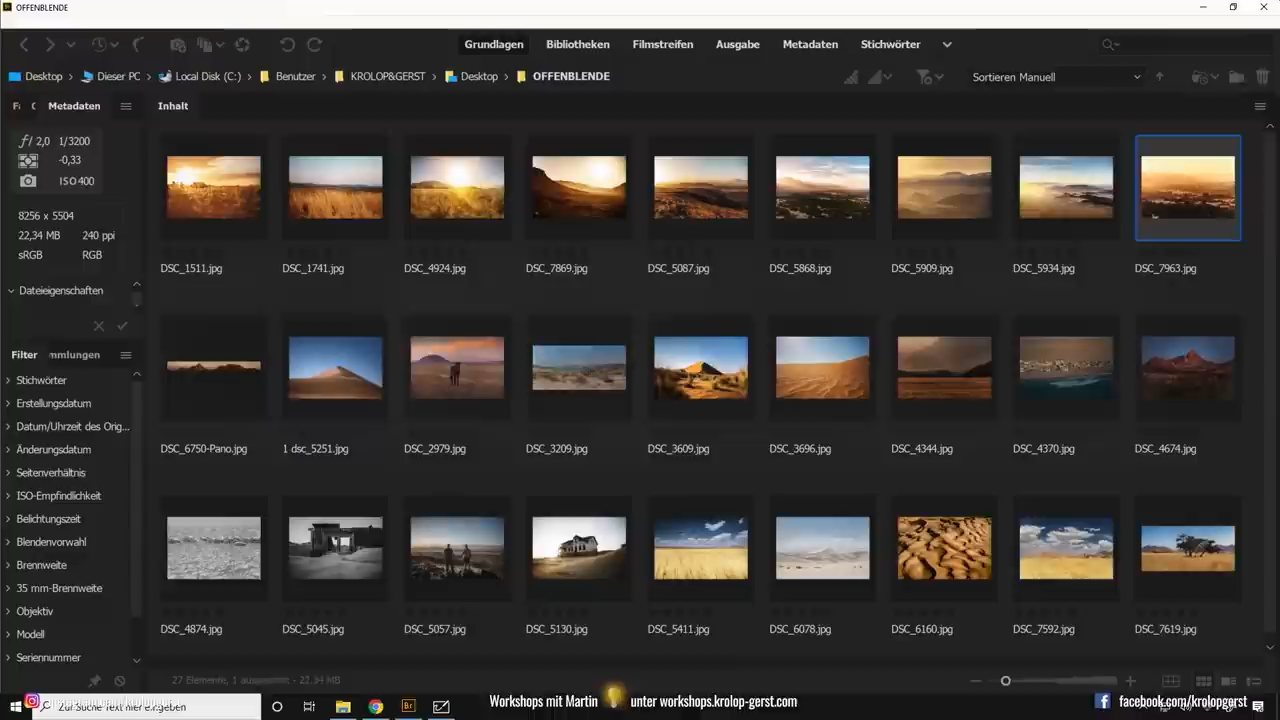 OFFENBLENDE
Grundlagen Bibliotheken Filmstreifen Ausgabe Metadaten Stichwörter
Desktop Dieser PC Local Disk (C:) Benutzer KROLOP&GERST Desktop OFFENBLENDE
Sortieren Manuell
Metadaten
Inhalt
f/ 2,0 1/3200
-0,33
ISO 400
8256 x 5504
22,34 MB 240 ppi
sRGB RGB
Dateieigenschaften
Filter
Stichwörter
Erstellungsdatum
Datum/Uhrzeit des Orig...
Änderungsdatum
Seitenverhältnis
ISO-Empfindlichkeit
Belichtungszeit
Blendenvorwahl
Brennweite
35 mm-Brennweite
Objektiv
Modell
Seriennummer
DSC_1511.jpg DSC_1741.jpg DSC_4924.jpg DSC_7869.jpg DSC_5087.jpg DSC_5868.jpg DSC_5909.jpg DSC_5934.jpg DSC_7963.jpg
DSC_6750-Pano.jpg 1 dsc_5251.jpg DSC_2979.jpg DSC_3209.jpg DSC_3609.jpg DSC_3696.jpg DSC_4344.jpg DSC_4370.jpg DSC_4674.jpg
DSC_4874.jpg DSC_5045.jpg DSC_5057.jpg DSC_5130.jpg DSC_5411.jpg DSC_6078.jpg DSC_6160.jpg DSC_7592.jpg DSC_7619.jpg
27 Elemente, 1 ausgewählt - 22,34 MB
Workshops mit Martin unter workshops.krolop-gerst.com
facebook.com/krolopgerst
Br